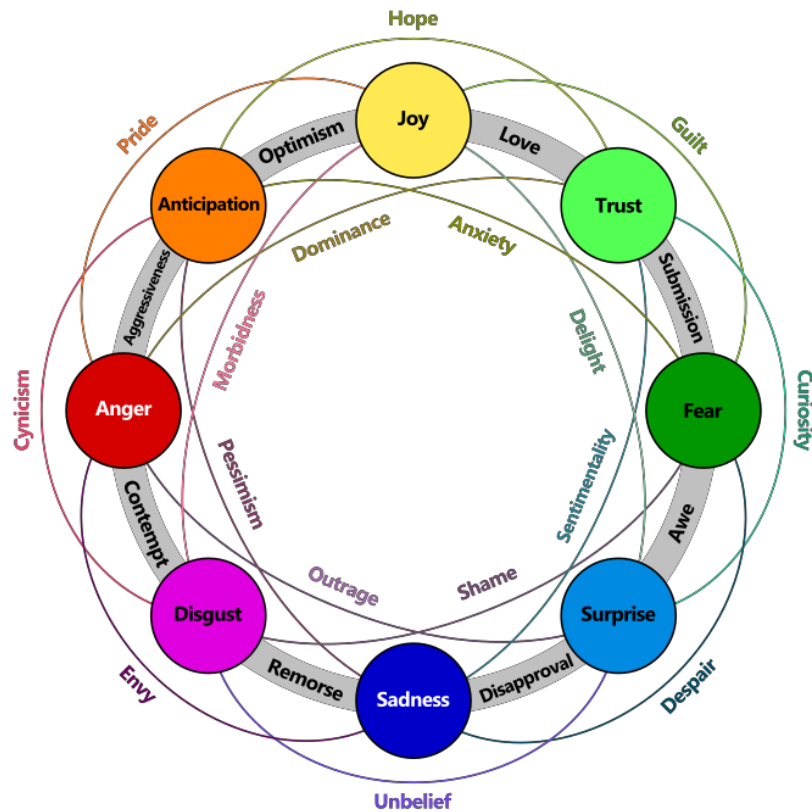 Hope
Joy
Pride
Optimism
Love
Guilt
Anticipation
Trust
Dominance
Anxiety
Aggressiveness
Submission
Morbidness
Delight
Cynicism
Anger
Fear
Curiosity
Pessimism
Sentimentality
Contempt
Awe
Outrage
Shame
Disgust
Surprise
Envy
Remorse
Sadness
Disapproval
Despair
Unbelief